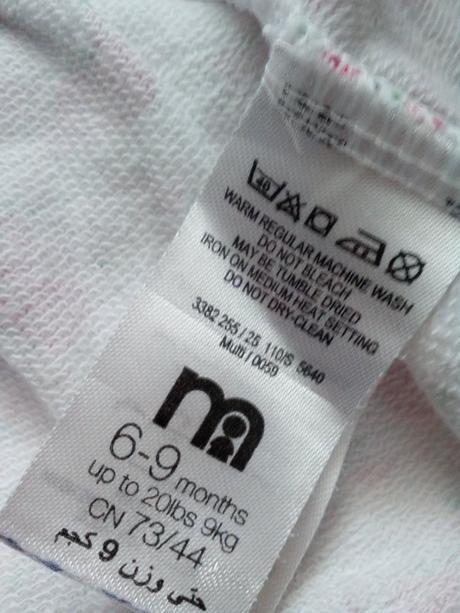 40
WARM REGULAR MACHINE WASH
DO NOT BLEACH
MAY BE TUMBLE DRIED
IRON ON MEDIUM HEAT SETTING
DO NOT DRY-CLEAN
3382 255 / 25 110/S 5640
Multi / 0059
m
6-9 months
up to 20lbs 9kg
CN 73/44
حتى وزن 9 كجم